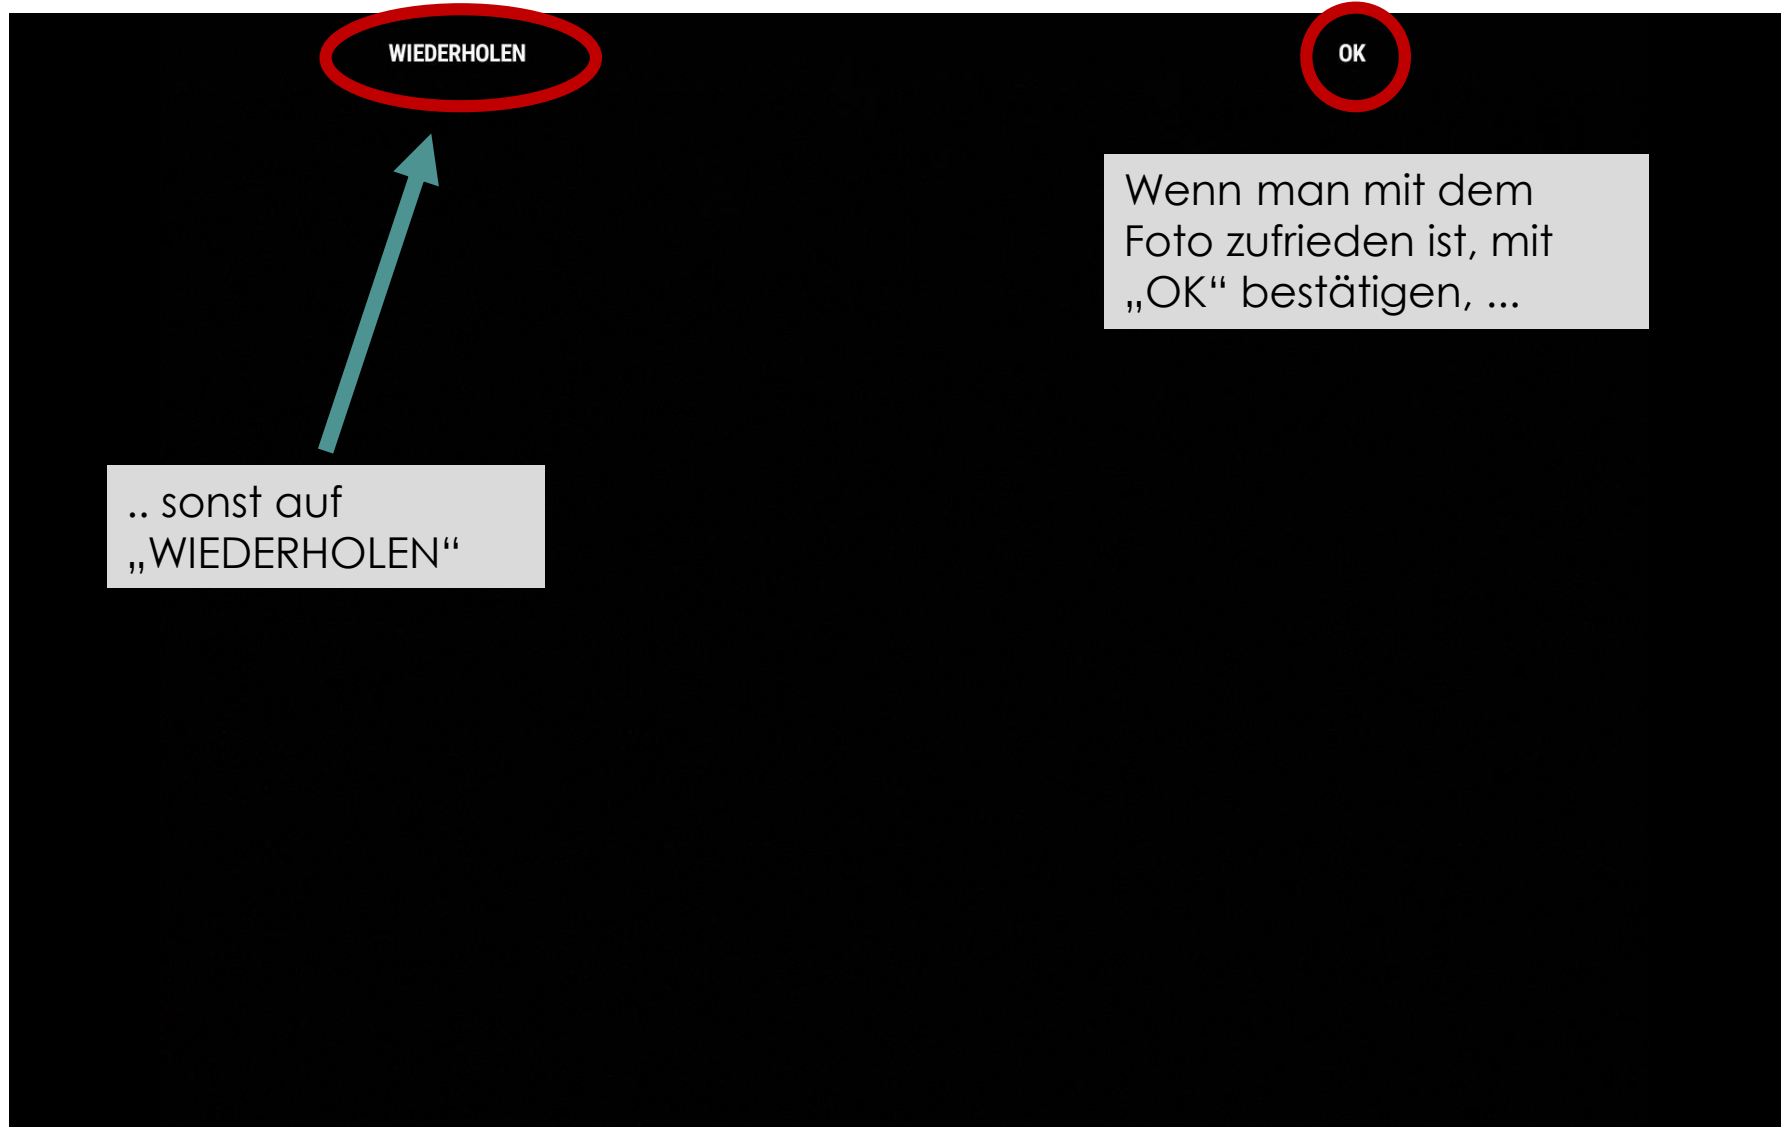 WIEDERHOLEN
OK
Wenn man mit dem
Foto zufrieden ist, mit
„OK“ bestätigen, ...
.. sonst auf
„WIEDERHOLEN“